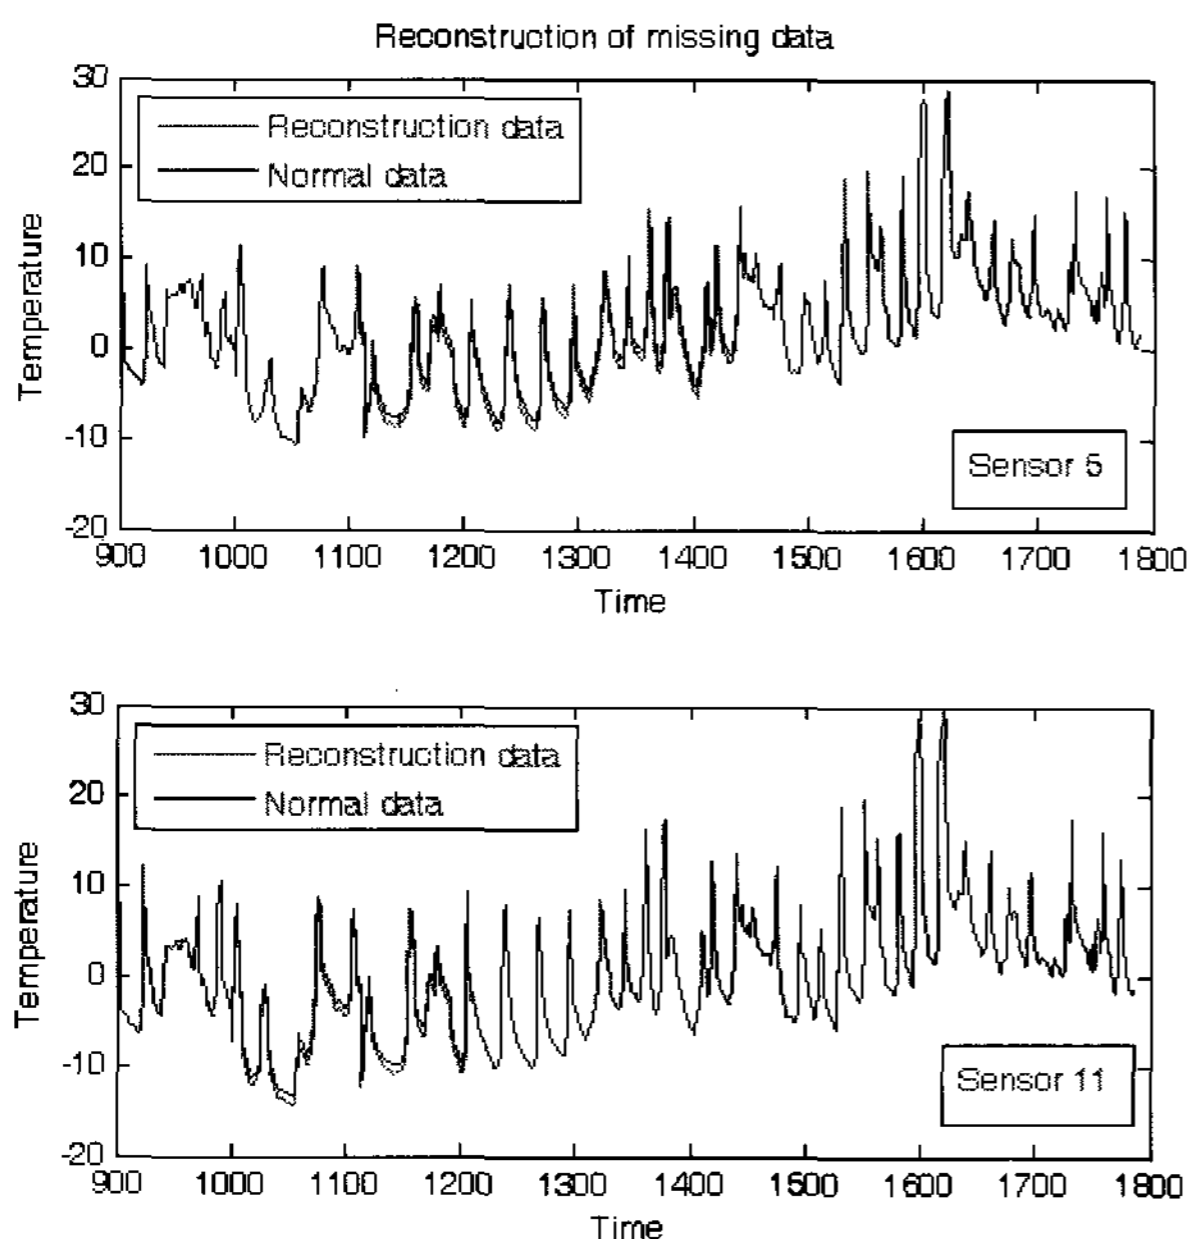 Reconstruction of missing data
30
20
10
0
-10
-20
Temperature
Reconstruction data
Normal data
Sensor 5
900 1000 1100 1200 1300 1400 1500 1600 1700 1800
Time
30
20
10
0
-10
-20
Temperature
Reconstruction data
Normal data
Sensor 11
900 1000 1100 1200 1300 1400 1500 1600 1700 1800
Time